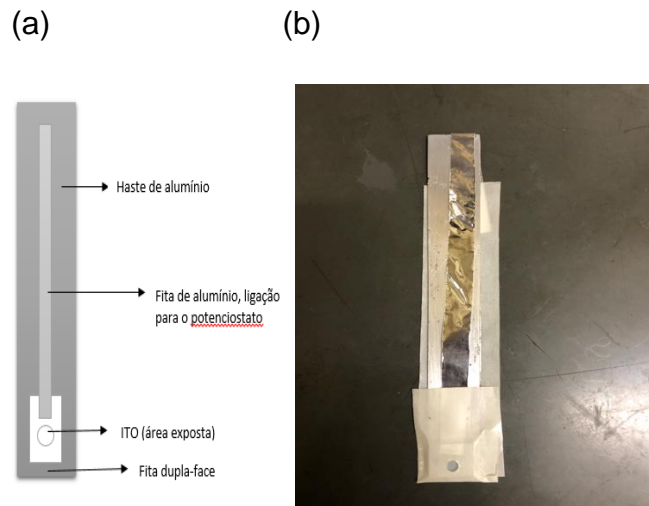 (a)
(b)
Haste de alumínio
Fita de alumínio, ligação
para o potenciostato
ITO (área exposta)
Fita dupla-face